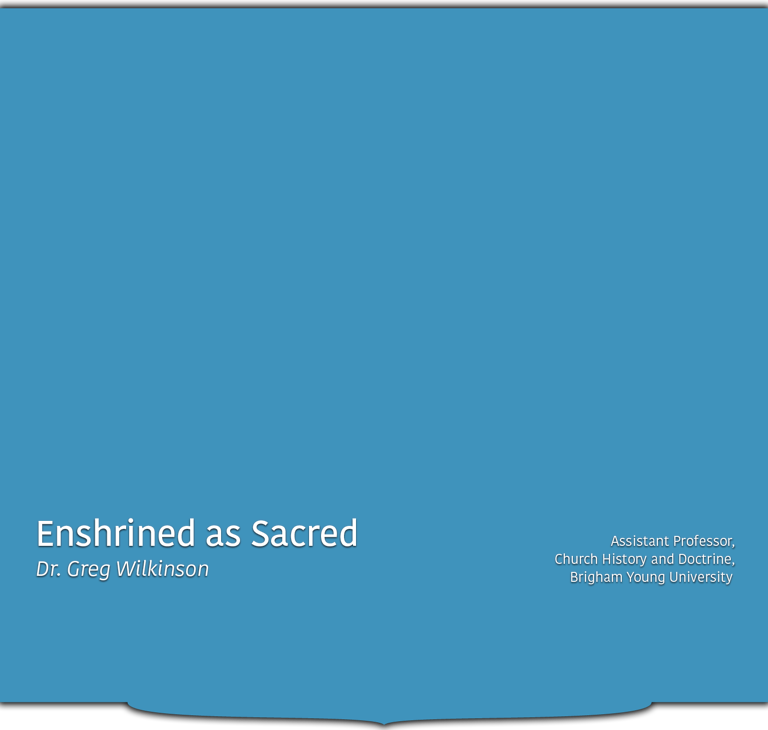 Enshrined as Sacred
Dr. Greg Wilkinson
Assistant Professor,
Church History and Doctrine,
Brigham Young University